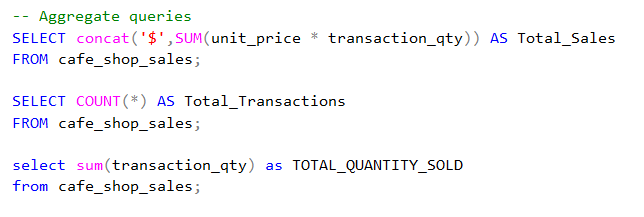 -- Aggregate queries
SELECT concat('$',SUM(unit_price * transaction_qty)) AS Total_Sales
FROM cafe_shop_sales;
SELECT COUNT(*) AS Total_Transactions
FROM cafe_shop_sales;
select sum(transaction_qty) as TOTAL_QUANTITY_SOLD
from cafe_shop_sales;